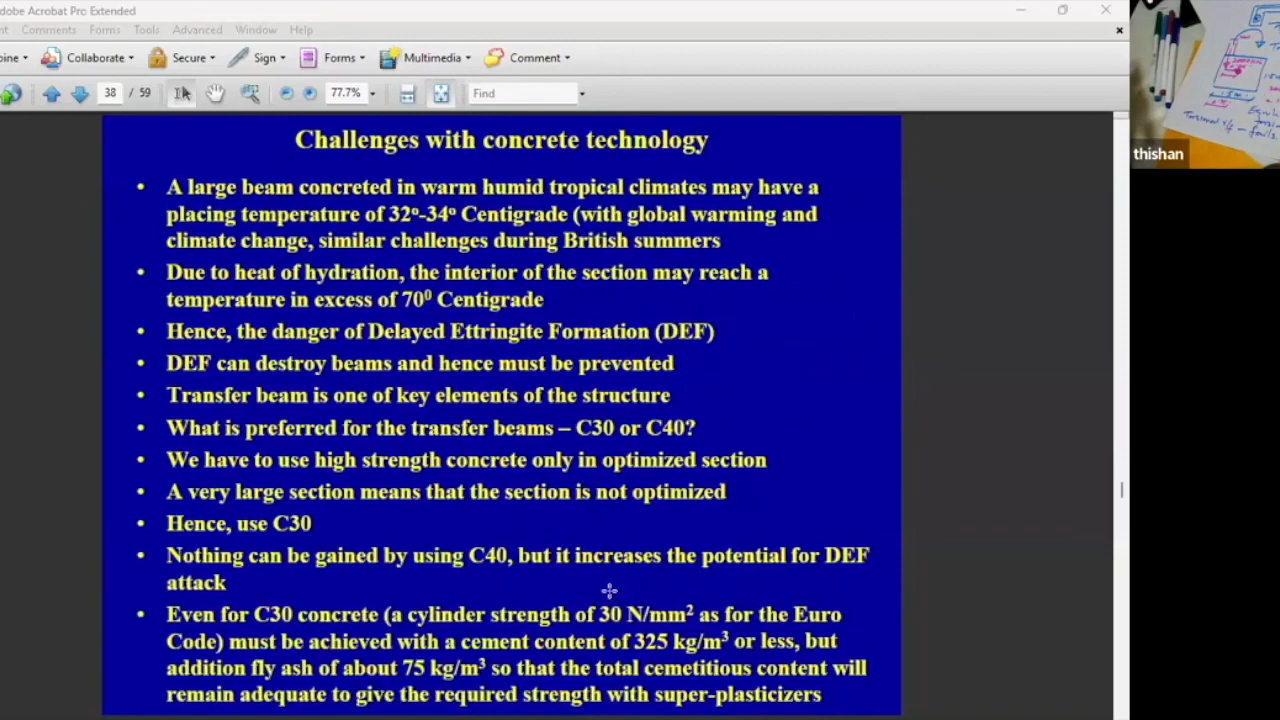 dobe Acrobat Pro Extended
nt Comments Forms Tools Advanced Window Help
ine Collaborate Secure Sign Forms Multimedia Comment
38 / 59 77.7% Find
Challenges with concrete technology
• A large beam concreted in warm humid tropical climates may have a
placing temperature of 32º-34º Centigrade (with global warming and
climate change, similar challenges during British summers
• Due to heat of hydration, the interior of the section may reach a
temperature in excess of 70⁰ Centigrade
• Hence, the danger of Delayed Ettringite Formation (DEF)
• DEF can destroy beams and hence must be prevented
• Transfer beam is one of key elements of the structure
• What is preferred for the transfer beams – C30 or C40?
• We have to use high strength concrete only in optimized section
• A very large section means that the section is not optimized
• Hence, use C30
• Nothing can be gained by using C40, but it increases the potential for DEF
attack
• Even for C30 concrete (a cylinder strength of 30 N/mm² as for the Euro
Code) must be achieved with a cement content of 325 kg/m³ or less, but
addition fly ash of about 75 kg/m³ so that the total cemetitious content will
remain adequate to give the required strength with super-plasticizers
thishan